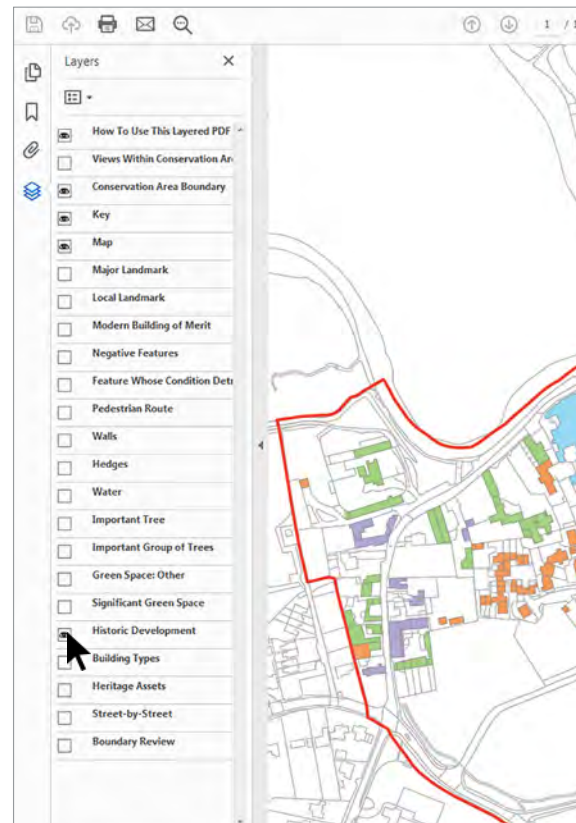 1 / 1
Layers
How To Use This Layered PDF
Views Within Conservation Are
Conservation Area Boundary
Key
Map
Major Landmark
Local Landmark
Modern Building of Merit
Negative Features
Feature Whose Condition Detr
Pedestrian Route
Walls
Hedges
Water
Important Tree
Important Group of Trees
Green Space: Other
Significant Green Space
Historic Development
Building Types
Heritage Assets
Street-by-Street
Boundary Review